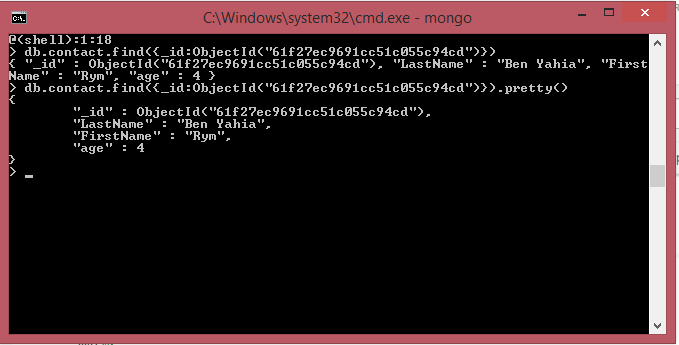 C:\Windows\system32\cmd.exe - mongo
@(shell):1:18
> db.contact.find({_id:ObjectId("61f27ec9691cc51c055c94cd")})
{ "_id" : ObjectId("61f27ec9691cc51c055c94cd"), "LastName" : "Ben Yahia", "First
Name" : "Rym", "age" : 4 }
> db.contact.find({_id:ObjectId("61f27ec9691cc51c055c94cd")}).pretty()
{
        "_id" : ObjectId("61f27ec9691cc51c055c94cd"),
        "LastName" : "Ben Yahia",
        "FirstName" : "Rym",
        "age" : 4
}
> _